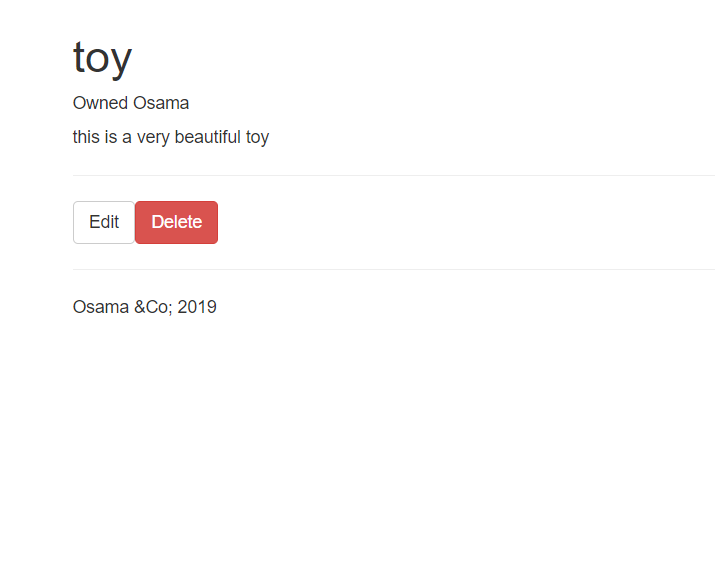 toy
Owned Osama
this is a very beautiful toy
Edit Delete
Osama &Co; 2019